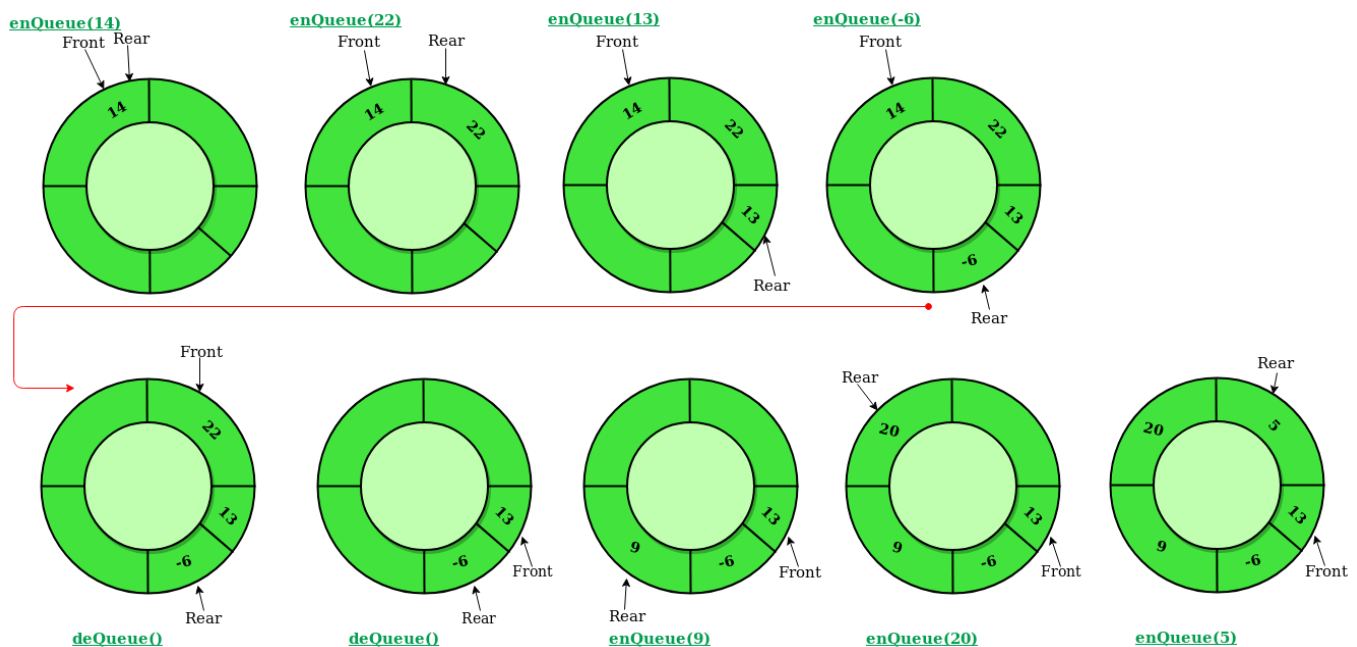 enQueue(14)
Front Rear
14
enQueue(22)
Front Rear
14 22
enQueue(13)
Front
14 22
13
Rear
enQueue(-6)
Front
14 22
13
-6
Rear
Front
22
13
-6
Rear
deQueue()
13
-6
Front
Rear
deQueue()
13
9 -6
Front
Rear
enQueue(9)
Rear
20
13
9 -6
Front
enQueue(20)
Rear
20 5
13
9 -6
Front
enQueue(5)